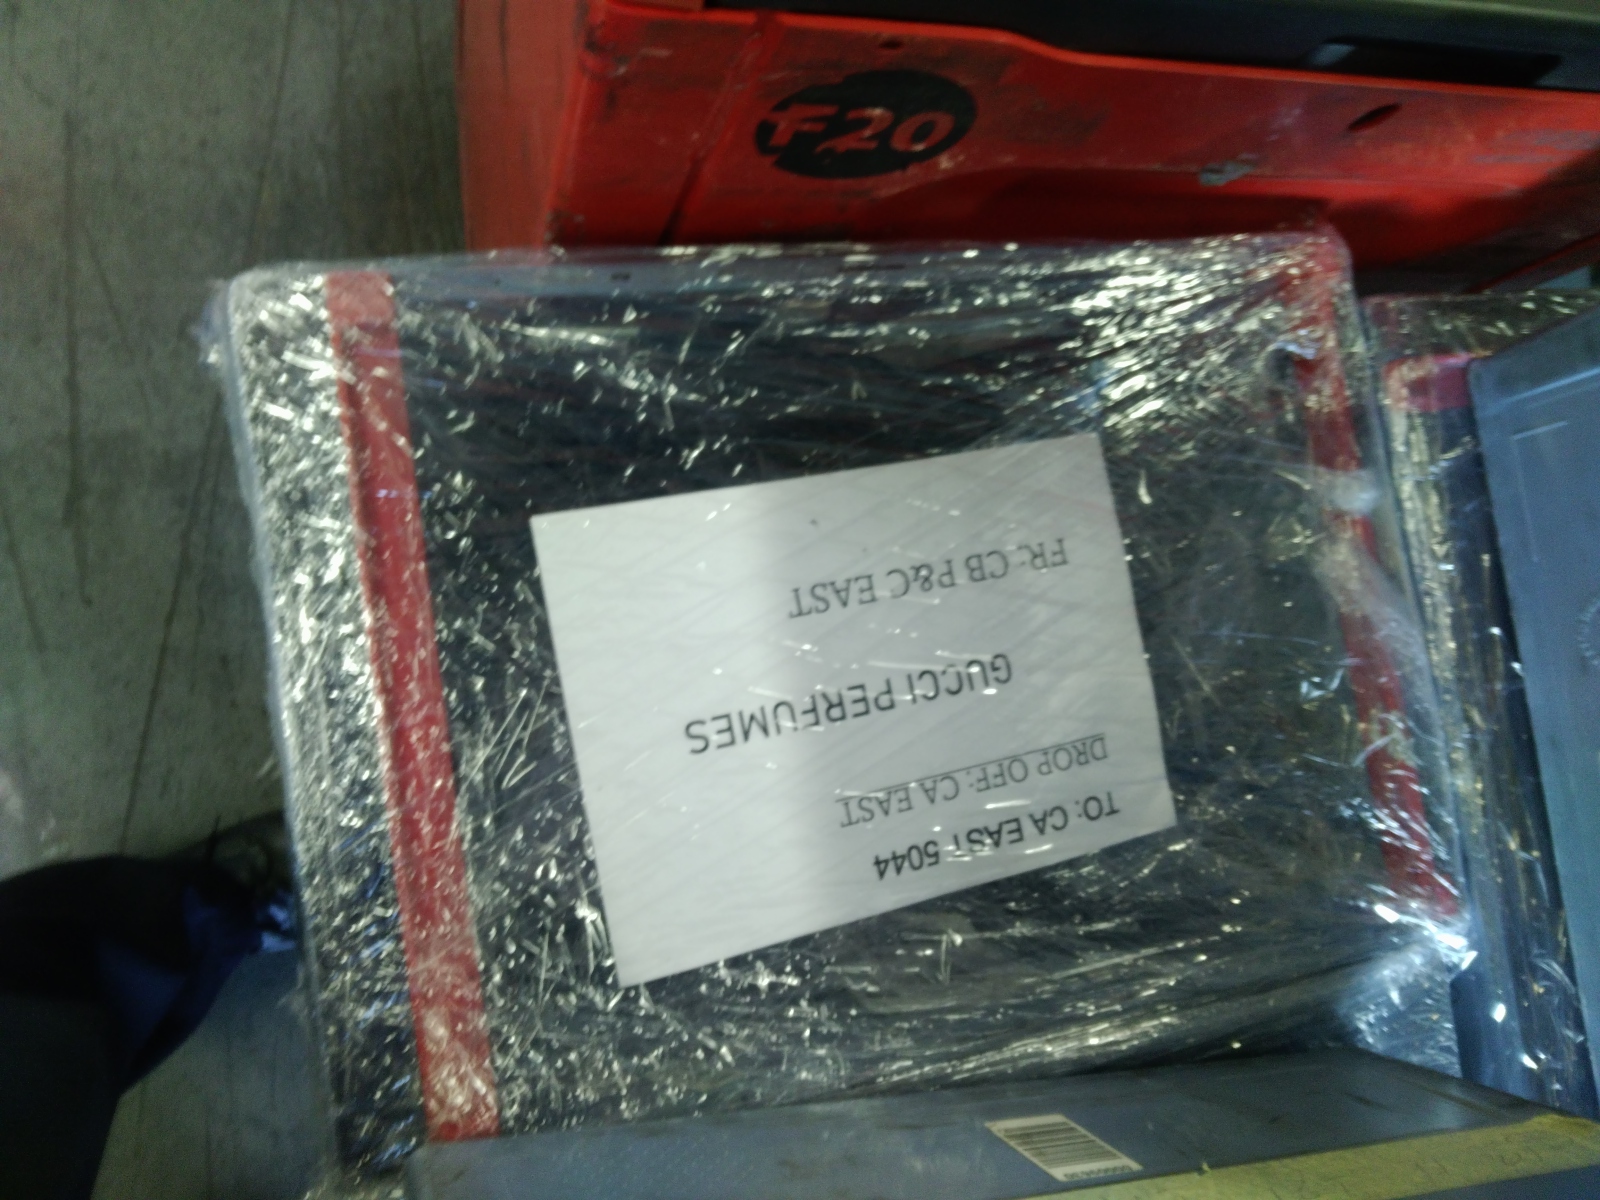 F20
FR: CB P&C EAST
GUCCI PERFUMES
DROP OFF: CA EAST
TO: CA EAST 5044